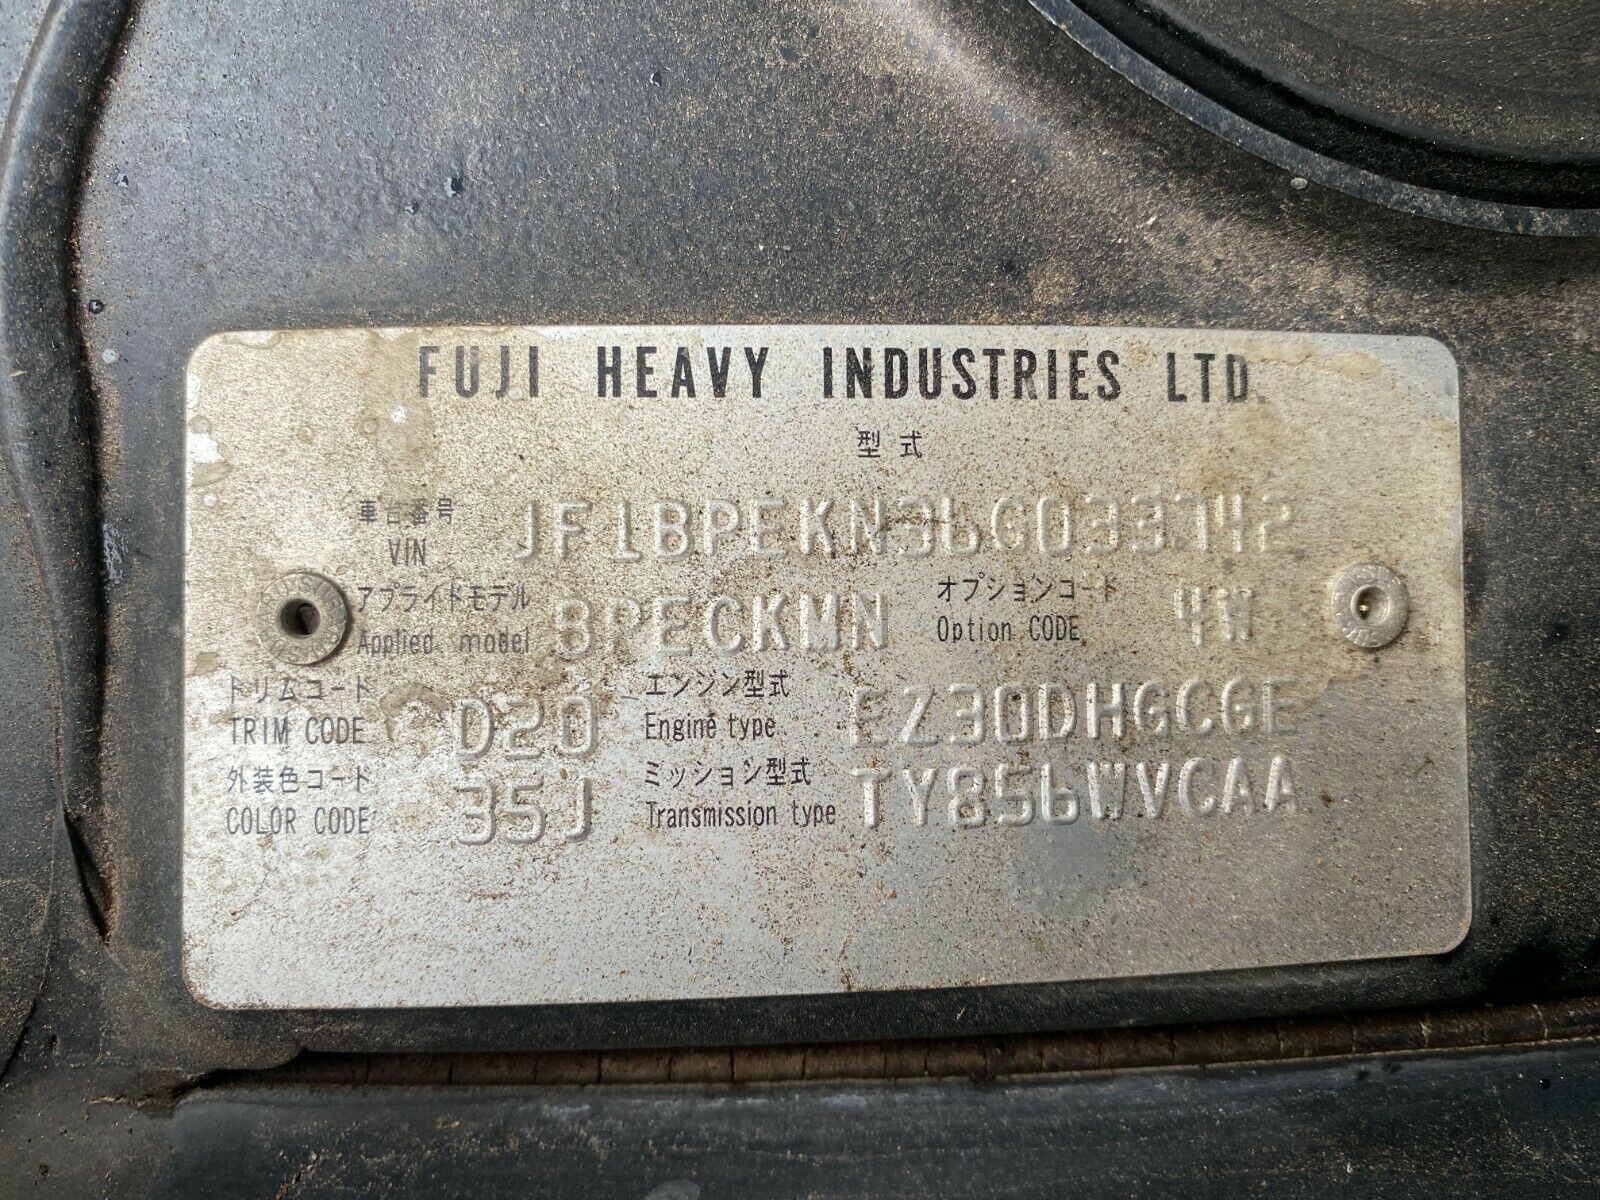 FUJI HEAVY INDUSTRIES LTD.
型式
車台番号
VIN JF1BPEKN36G033742
アプライドモデル オプションコード
Applied model BPECKMN Option CODE 4W
トリムコード エンジン型式
TRIM CODE D20 Engine type EZ30DHGCGE
外装色コード ミッション型式
COLOR CODE 35J Transmission type TY856WVCAA